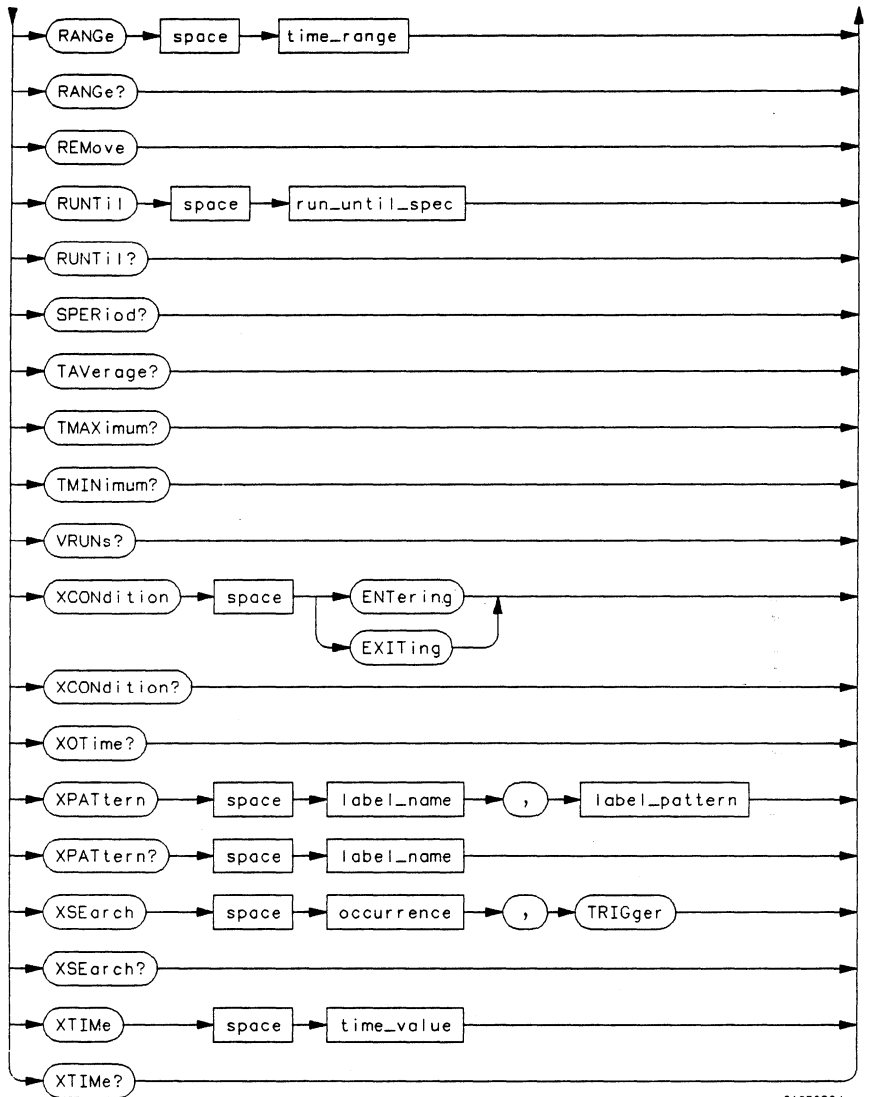 RANGe space time_range
RANGe?
REMove
RUNTil space run_until_spec
RUNTil?
SPERiod?
TAVerage?
TMAXimum?
TMINimum?
VRUNs?
XCONdition space ENTering
EXITing
XCONdition?
XOTime?
XPATtern space label_name , label_pattern
XPATtern? space label_name
XSEarch space occurrence , TRIGger
XSEarch?
XTIMe space time_value
XTIMe?